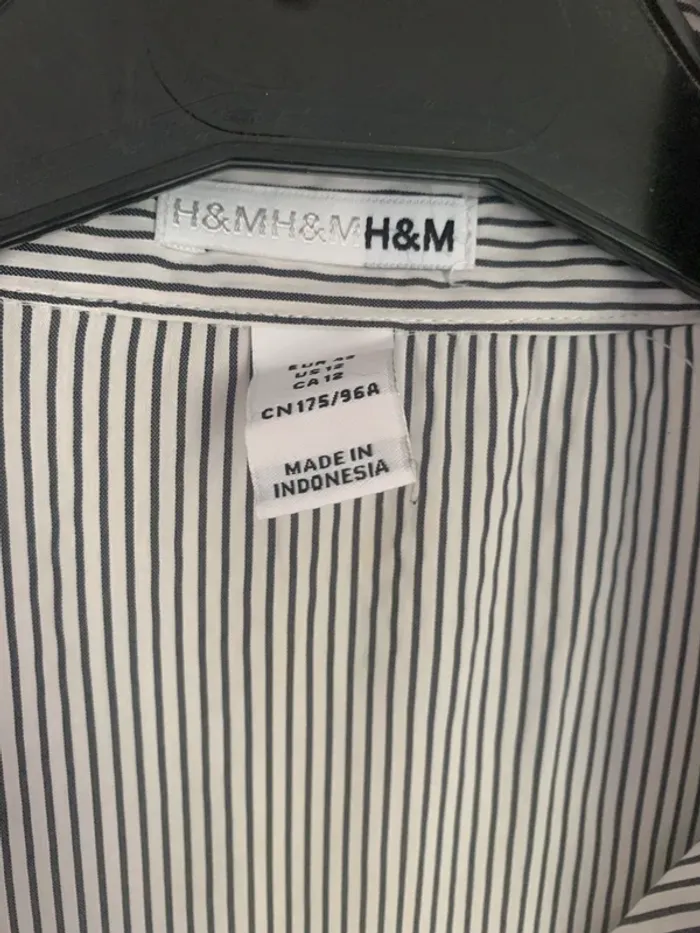 H&MH&MH&M
US 12
CA 12
CN 175/96A
MADE IN
INDONESIA